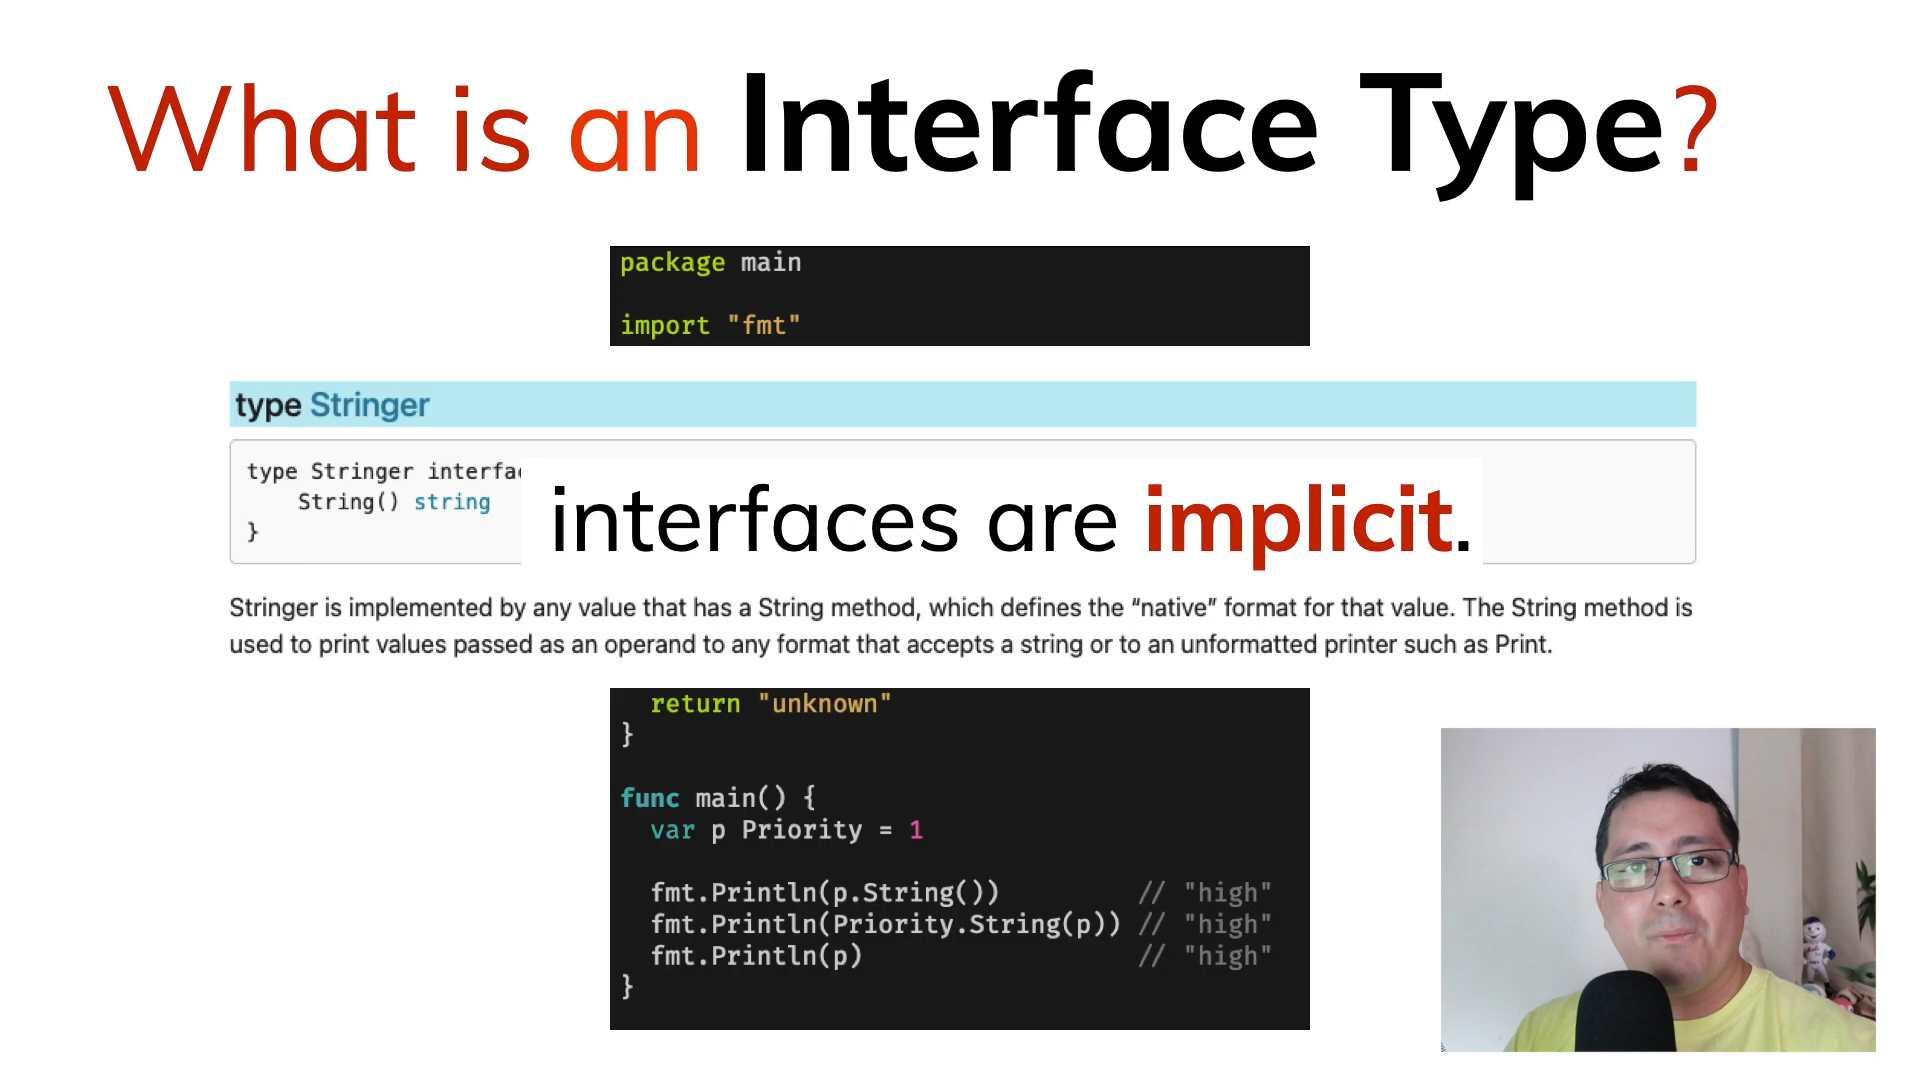 What is an Interface Type?
package main
import "fmt"
type Stringer
type Stringer
String() string
}
interfaces are implicit.
Stringer is implemented by any value that has a String method, which defines the “native” format for that value. The String method is
used to print values passed as an operand to any format that accepts a string or to an unformatted printer such as Print.
return "unknown"
}
func main() {
var p Priority = 1
fmt.Println(p.String()) // "high"
fmt.Println(Priority.String(p)) // "high"
fmt.Println(p) // "high"
}